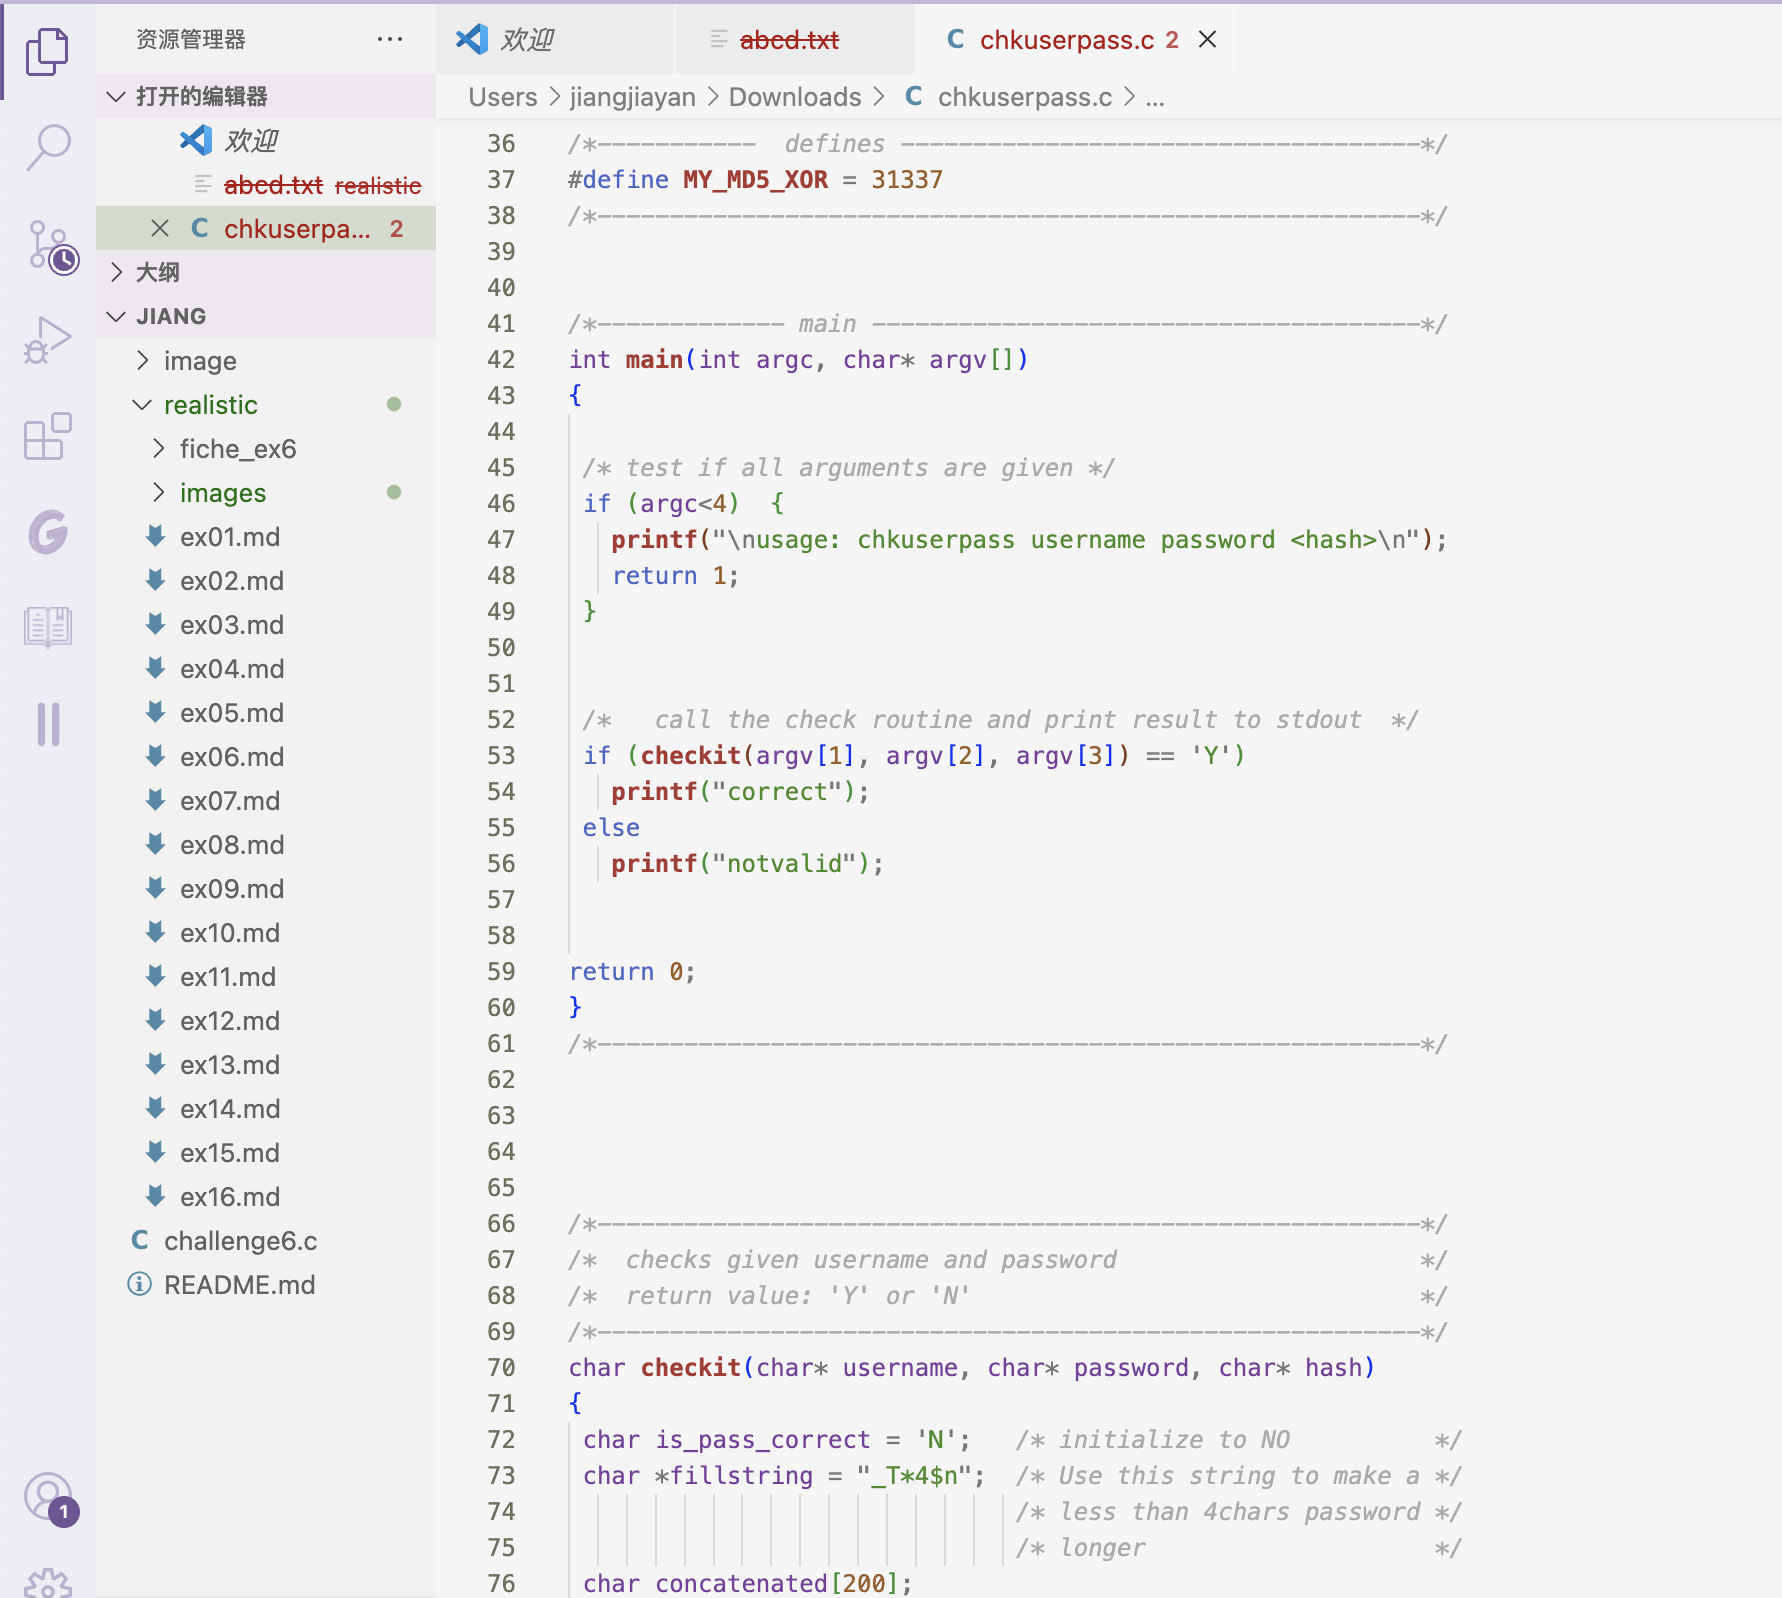 资源管理器
欢迎
abcd.txt
chkuserpass.c 2
打开的编辑器
欢迎
abcd.txt realistic
chkuserpa... 2
大纲
JIANG
image
realistic
fiche_ex6
images
ex01.md
ex02.md
ex03.md
ex04.md
ex05.md
ex06.md
ex07.md
ex08.md
ex09.md
ex10.md
ex11.md
ex12.md
ex13.md
ex14.md
ex15.md
ex16.md
C challenge6.c
README.md
1
Users > jiangjiayan > Downloads > C chkuserpass.c > ...
36 /*----------- defines ------------------------------------*/
37 #define MY_MD5_XOR = 31337
38 /*---------------------------------------------------------*/
39
40
41 /*------------- main --------------------------------------*/
42 int main(int argc, char* argv[])
43 {
44
45 /* test if all arguments are given */
46 if (argc<4) {
47 printf("\nusage: chkuserpass username password <hash>\n");
48 return 1;
49 }
50
51
52 /* call the check routine and print result to stdout */
53 if (checkit(argv[1], argv[2], argv[3]) == 'Y')
54 printf("correct");
55 else
56 printf("notvalid");
57
58
59 return 0;
60 }
61 /*---------------------------------------------------------*/
62
63
64
65
66 /*---------------------------------------------------------*/
67 /* checks given username and password */
68 /* return value: 'Y' or 'N' */
69 /*---------------------------------------------------------*/
70 char checkit(char* username, char* password, char* hash)
71 {
72 char is_pass_correct = 'N'; /* initialize to NO */
73 char *fillstring = "_T*4$n"; /* Use this string to make a */
74 /* less than 4chars password */
75 /* longer */
76 char concatenated[200];